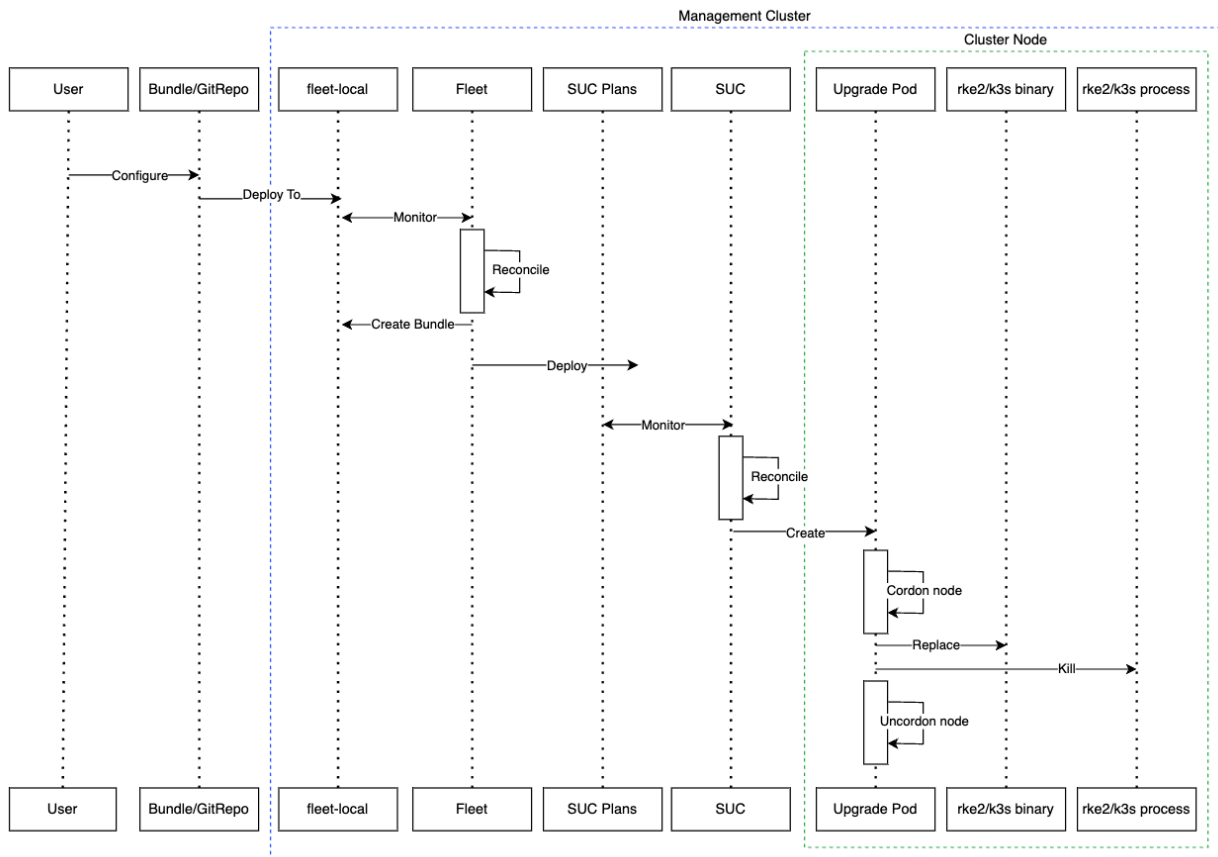 Management Cluster
Cluster Node
User
Bundle/GitRepo
fleet-local
Fleet
SUC Plans
SUC
Upgrade Pod
rke2/k3s binary
rke2/k3s process
Configure
Deploy To
Monitor
Reconcile
Create Bundle
Deploy
Monitor
Reconcile
Create
Cordon node
Replace
Kill
Uncordon node
User
Bundle/GitRepo
fleet-local
Fleet
SUC Plans
SUC
Upgrade Pod
rke2/k3s binary
rke2/k3s process